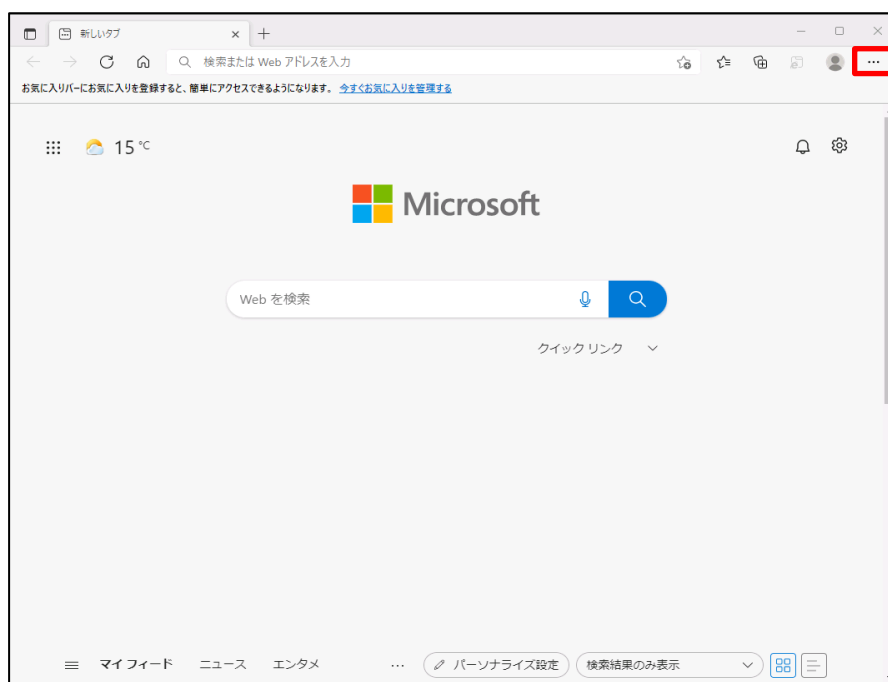 新しいタブ
検索または Web アドレスを入力
お気に入りバーにお気に入りを登録すると、簡単にアクセスできるようになります。 今すぐお気に入りを管理する
15 °C
Microsoft
Web を検索
クイック リンク
マイ フィード ニュース エンタメ ... パーソナライズ設定 検索結果のみ表示